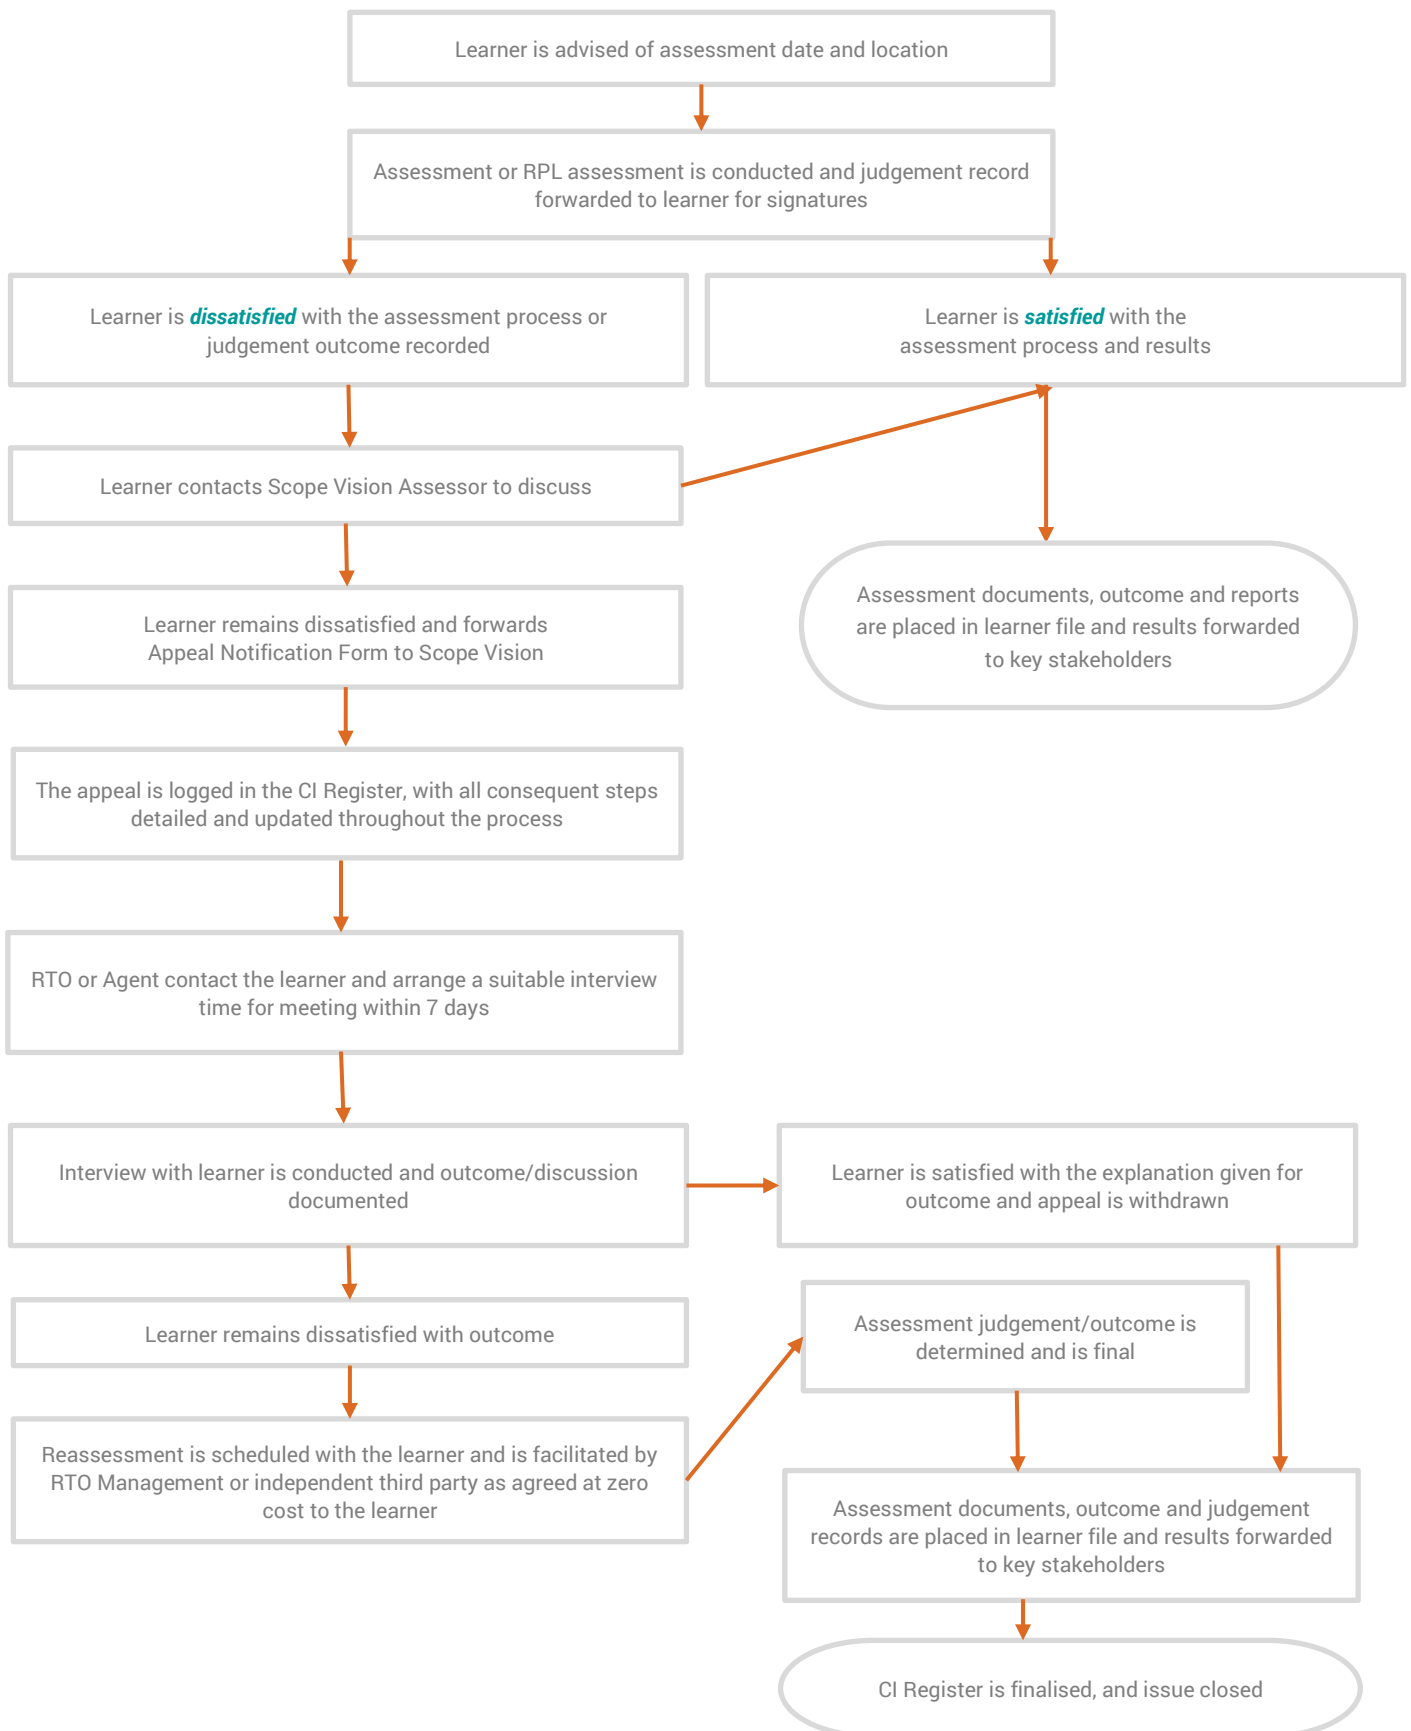 Learner is advised of assessment date and location
Assessment or RPL assessment is conducted and judgement record
forwarded to learner for signatures
Learner is dissatisfied with the assessment process or
judgement outcome recorded
Learner is satisfied with the
assessment process and results
Learner contacts Scope Vision Assessor to discuss
Learner remains dissatisfied and forwards
Appeal Notification Form to Scope Vision
Assessment documents, outcome and reports
are placed in learner file and results forwarded
to key stakeholders
The appeal is logged in the CI Register, with all consequent steps
detailed and updated throughout the process
RTO or Agent contact the learner and arrange a suitable interview
time for meeting within 7 days
Interview with learner is conducted and outcome/discussion
documented
Learner is satisfied with the explanation given for
outcome and appeal is withdrawn
Learner remains dissatisfied with outcome
Assessment judgement/outcome is
determined and is final
Reassessment is scheduled with the learner and is facilitated by
RTO Management or independent third party as agreed at zero
cost to the learner
Assessment documents, outcome and judgement
records are placed in learner file and results forwarded
to key stakeholders
CI Register is finalised, and issue closed